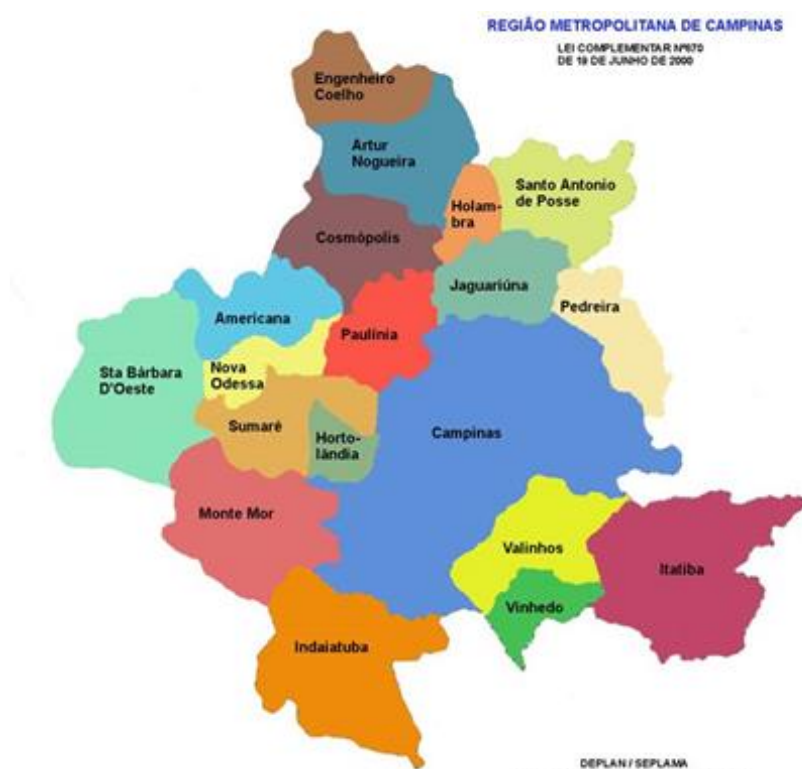 REGIÃO METROPOLITANA DE CAMPINAS
LEI COMPLEMENTAR Nº870
DE 19 DE JUNHO DE 2000
Engenheiro
Coelho
Artur
Nogueira
Santo Antonio
de Posse
Holam-
bra
Cosmópolis
Jaguariúna
Pedreira
Americana
Paulínia
Nova
Odessa
Sta Bárbara
D'Oeste
Sumaré
Horto-
lândia
Campinas
Monte Mor
Valinhos
Itatiba
Vinhedo
Indaiatuba
DEPLAN / SEPLAMA